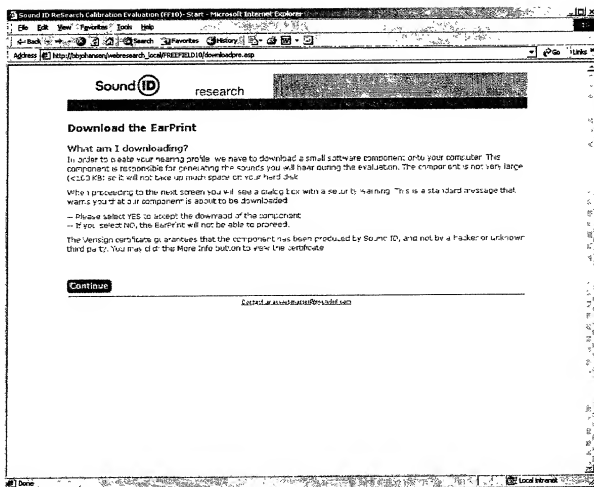 Sound ID ReSearch Calibration Evaluation (FF10)- Start - Microsoft Internet Explorer
File Edit View Favorites Tools Help
Back Search Favorites History
Address http://bbjohansen/webresearch_local/FREEFIELD10/downloadpre.asp Go Links
Sound ID research
Download the EarPrint
What am I downloading?
In order to create your hearing profile, we have to download a small software component onto your computer. This
component is responsible for generating the sounds you will hear during the evaluation. The component is not very large
(<100 KB) so it will not take up much space on your hard disk
When proceeding to the next screen you will see a dialog box with a security warning. This is a standard message that
warns you that our component is about to be downloaded
-- Please select YES to accept the download of the component
-- If you select NO, the EarPrint will not be able to proceed.
The Verisign certificate guarantees that the component has been produced by Sound ID, and not by a hacker or unknown
third party. You may click the More Info button to view the certificate
Continue
Contact us
Done Local intranet